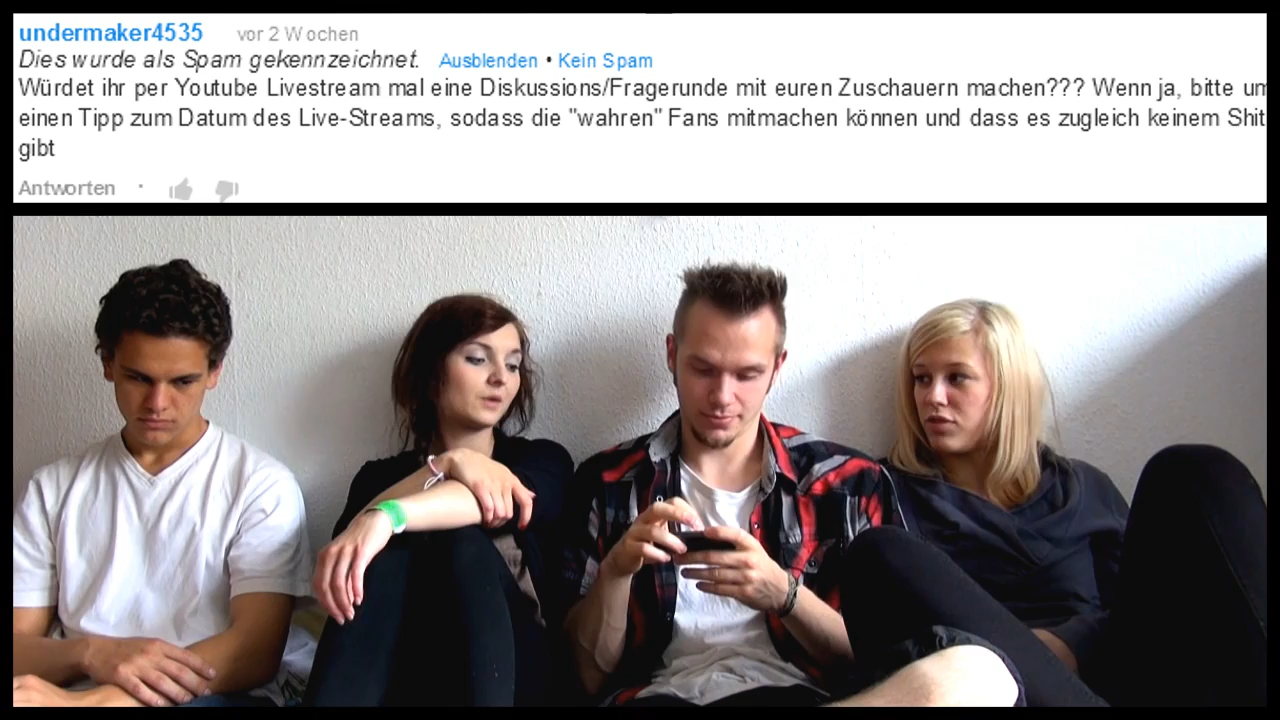 undermaker4535 vor 2 Wochen
Dies wurde als Spam gekennzeichnet. Ausblenden • Kein Spam
Würdet ihr per Youtube Livestream mal eine Diskussions/Fragerunde mit euren Zuschauern machen??? Wenn ja, bitte um
einen Tipp zum Datum des Live-Streams, sodass die "wahren" Fans mitmachen können und dass es zugleich keinem Shit
gibt
Antworten ·